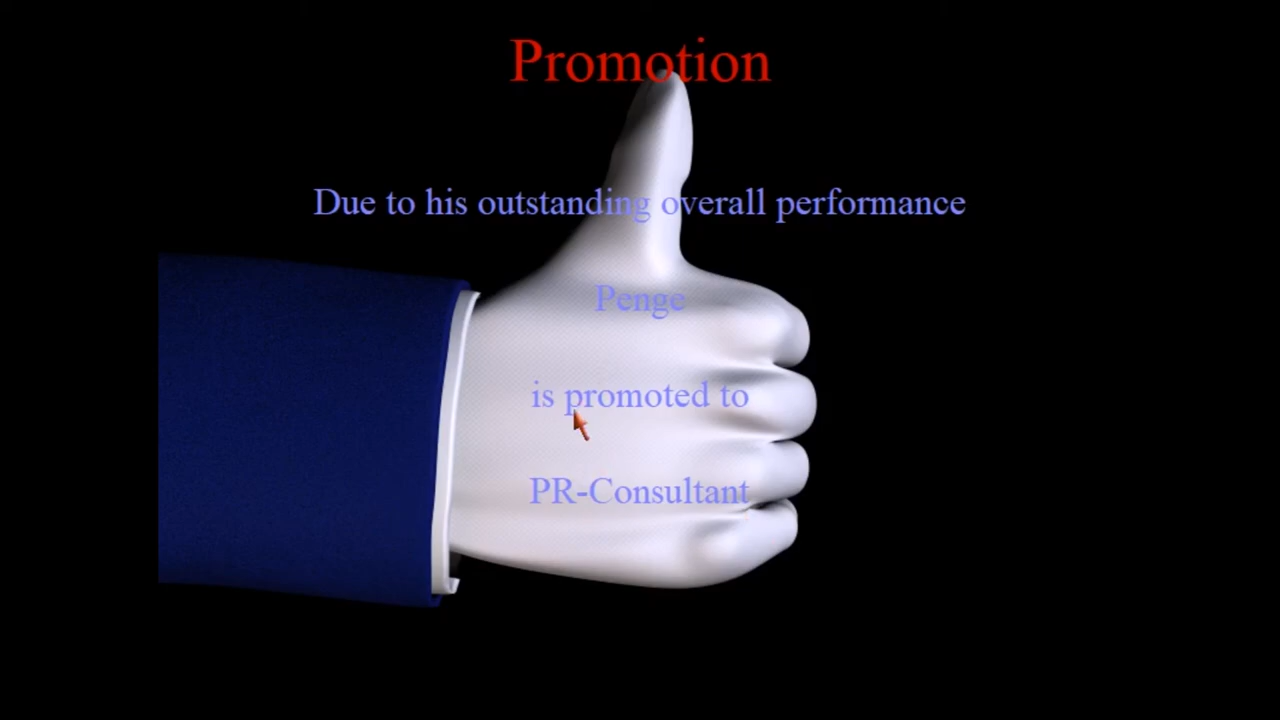 Promotion
Due to his outstanding overall performance
Penge
is promoted to
PR-Consultant